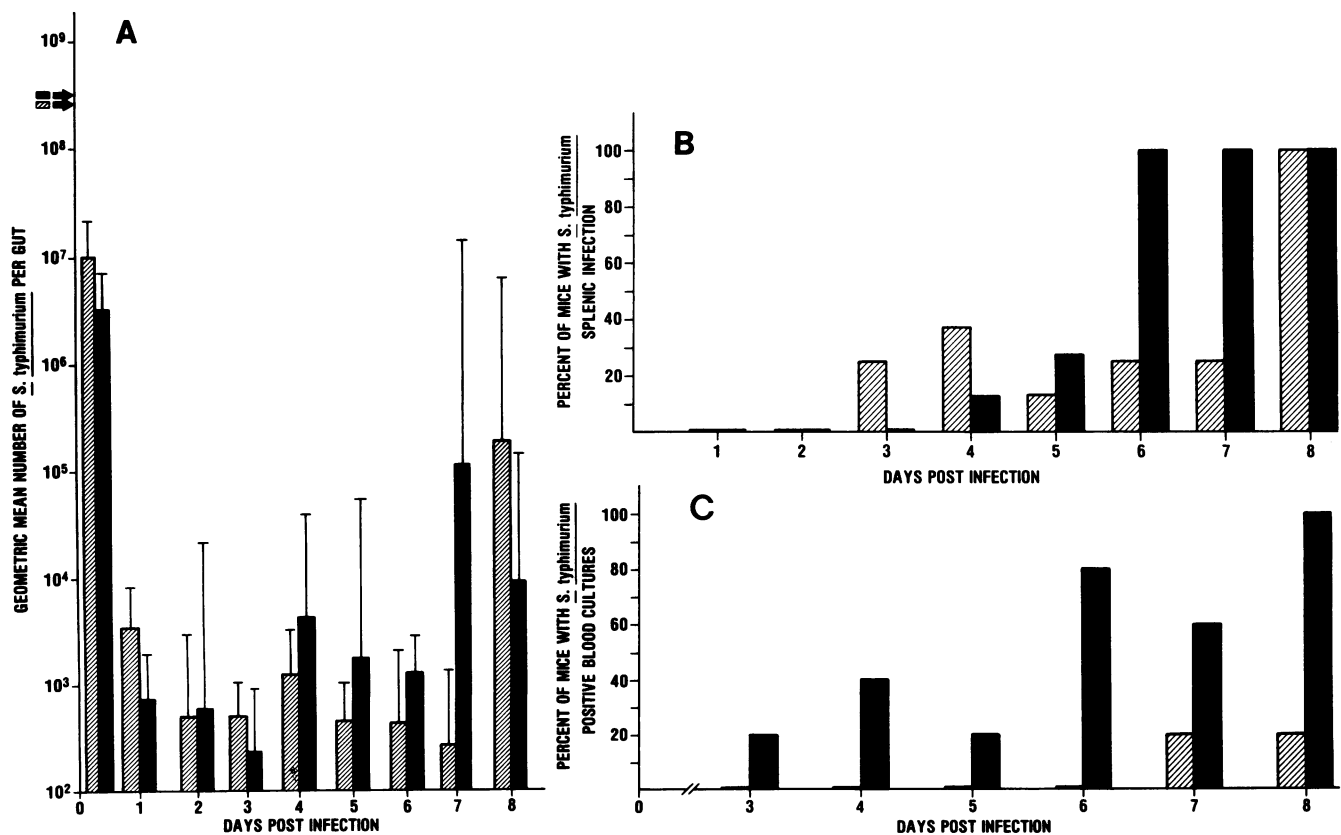 A
GEOMETRIC MEAN NUMBER OF S. typhimurium PER GUT
10⁹
10⁸
10⁷
10⁶
10⁵
10⁴
10³
10²
0 1 2 3 4 5 6 7 8
DAYS POST INFECTION
B
PERCENT OF MICE WITH S. typhimurium
SPLENIC INFECTION
100
80
60
40
20
1 2 3 4 5 6 7 8
DAYS POST INFECTION
C
PERCENT OF MICE WITH S. typhimurium
POSITIVE BLOOD CULTURES
100
80
60
40
20
0 3 4 5 6 7 8
DAYS POST INFECTION